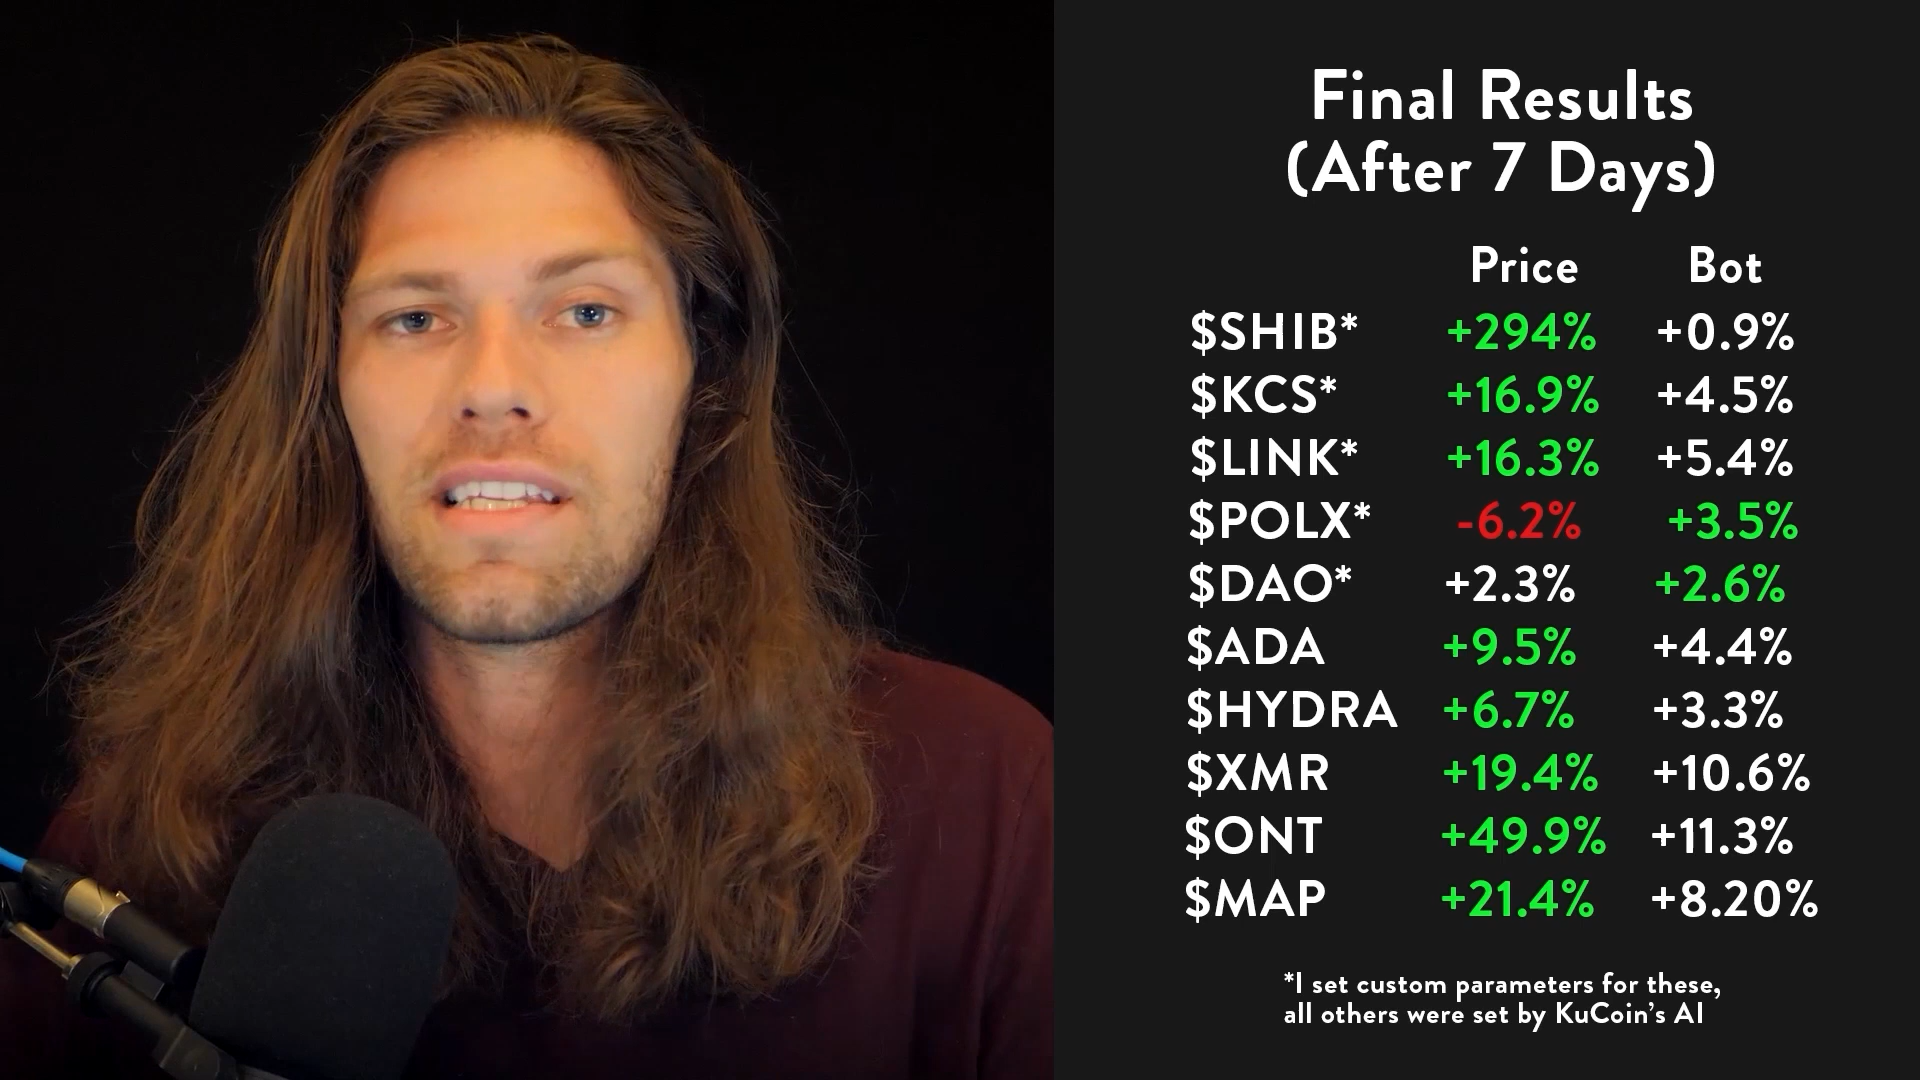 Final Results
(After 7 Days)
Price Bot
$SHIB* +294% +0.9%
$KCS* +16.9% +4.5%
$LINK* +16.3% +5.4%
$POLX* -6.2% +3.5%
$DAO* +2.3% +2.6%
$ADA +9.5% +4.4%
$HYDRA +6.7% +3.3%
$XMR +19.4% +10.6%
$ONT +49.9% +11.3%
$MAP +21.4% +8.20%
*I set custom parameters for these,
all others were set by KuCoin's AI